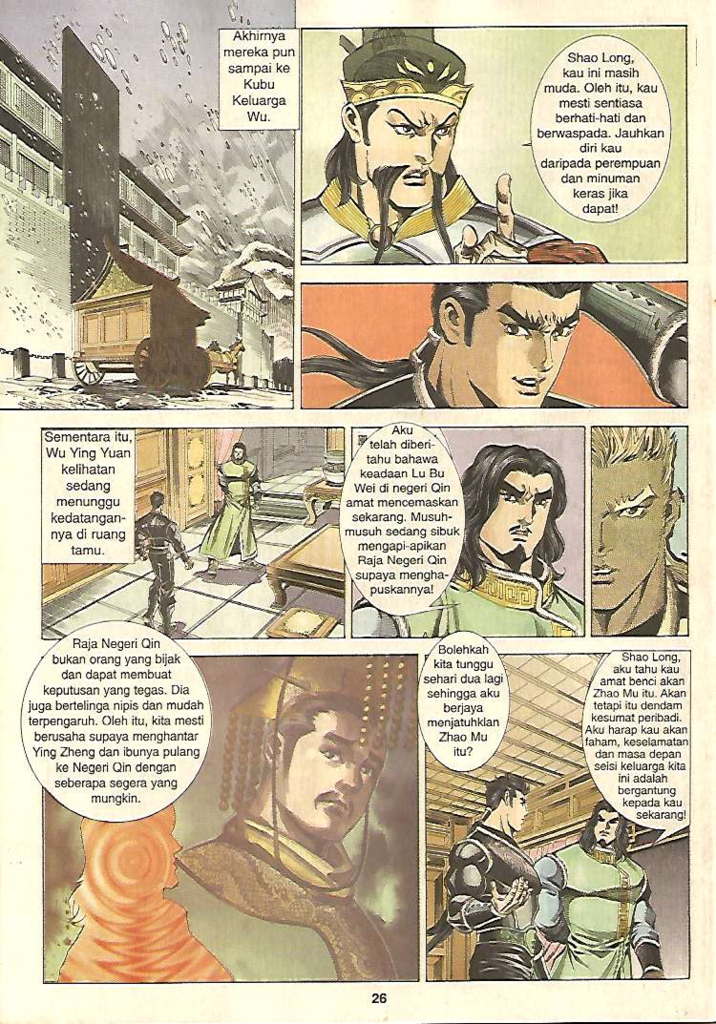 Akhirnya
mereka pun
sampai ke
Kubu
Keluarga
Wu.
Shao Long,
kau ini masih
muda. Oleh itu, kau
mesti sentiasa
berhati-hati dan
berwaspada. Jauhkan
diri kau
daripada perempuan
dan minuman
keras jika
dapat!
Sementara itu,
Wu Ying Yuan
kelihatan
sedang
menunggu
kedatangan-
nya di ruang
tamu.
Aku
telah diberi-
tahu bahawa
keadaan Lu Bu
Wei di negeri Qin
amat mencemaskan
sekarang. Musuh-
musuh sedang sibuk
mengapi-apikan
Raja Negeri Qin
supaya mengha-
puskannya!
Raja Negeri Qin
bukan orang yang bijak
dan dapat membuat
keputusan yang tegas. Dia
juga bertelinga nipis dan mudah
terpengaruh. Oleh itu, kita mesti
berusaha supaya menghantar
Ying Zheng dan ibunya pulang
ke Negeri Qin dengan
seberapa segera yang
mungkin.
Bolehkah
kita tunggu
sehari dua lagi
sehingga aku
berjaya
menjatuhklan
Zhao Mu
itu?
Shao Long,
aku tahu kau
amat benci akan
Zhao Mu itu. Akan
tetapi itu dendam
kesumat peribadi.
Aku harap kau akan
faham, keselamatan
dan masa depan
seisi keluarga kita
ini adalah
bergantung
kepada kau
sekarang!
26